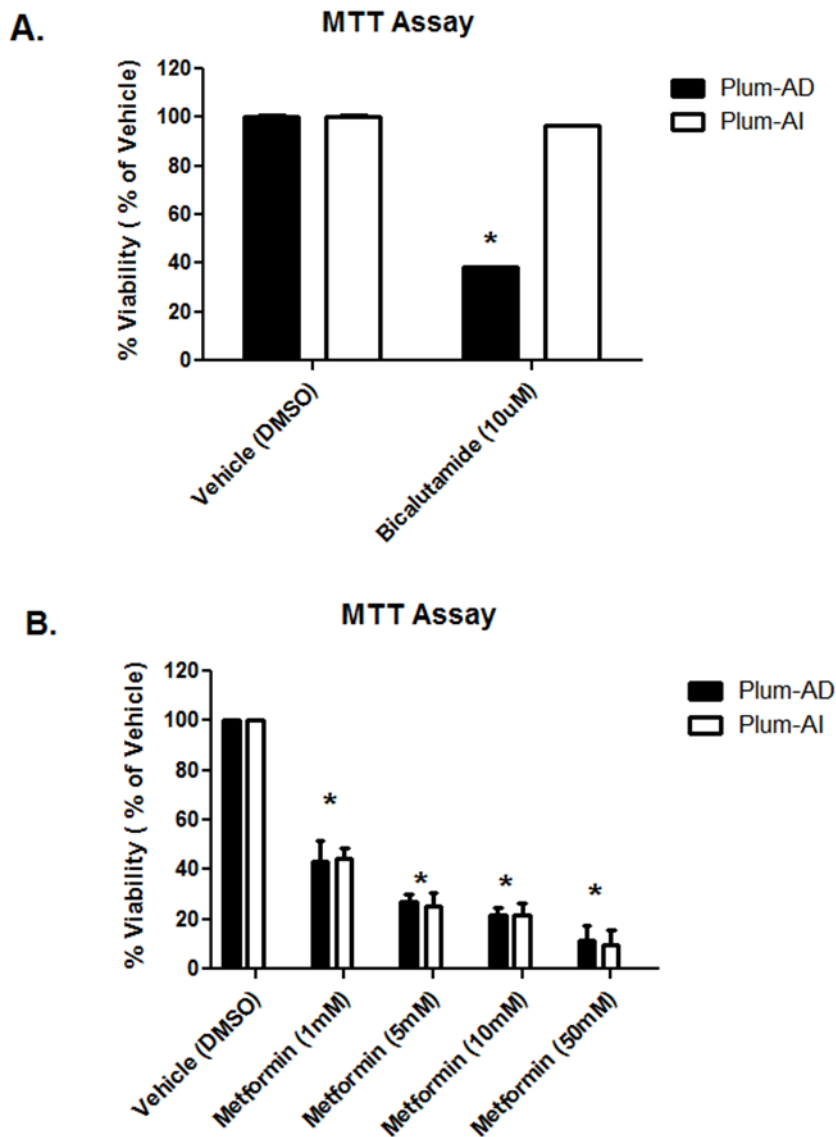 A.
MTT Assay
% Viability ( % of Vehicle)
120
100
80
60
40
20
0
*
Plum-AD
Plum-AI
Vehicle (DMSO)
Bicalutamide (10uM)
B.
MTT Assay
% Viability ( % of Vehicle)
120
100
80
60
40
20
0
*
*
*
*
Plum-AD
Plum-AI
Vehicle (DMSO)
Metformin (1mM)
Metformin (5mM)
Metformin (10mM)
Metformin (50mM)